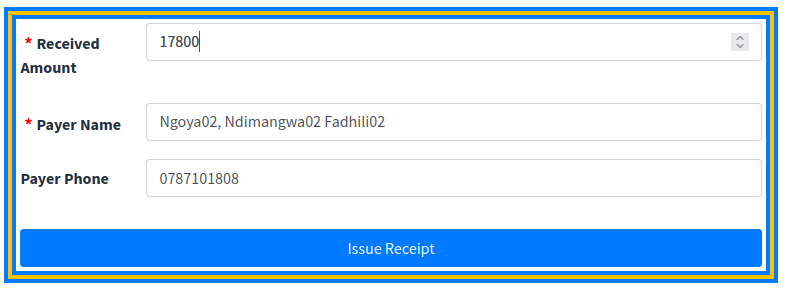 * Received Amount
17800
* Payer Name
Ngoya02, Ndimangwa02 Fadhili02
Payer Phone
0787101808
Issue Receipt